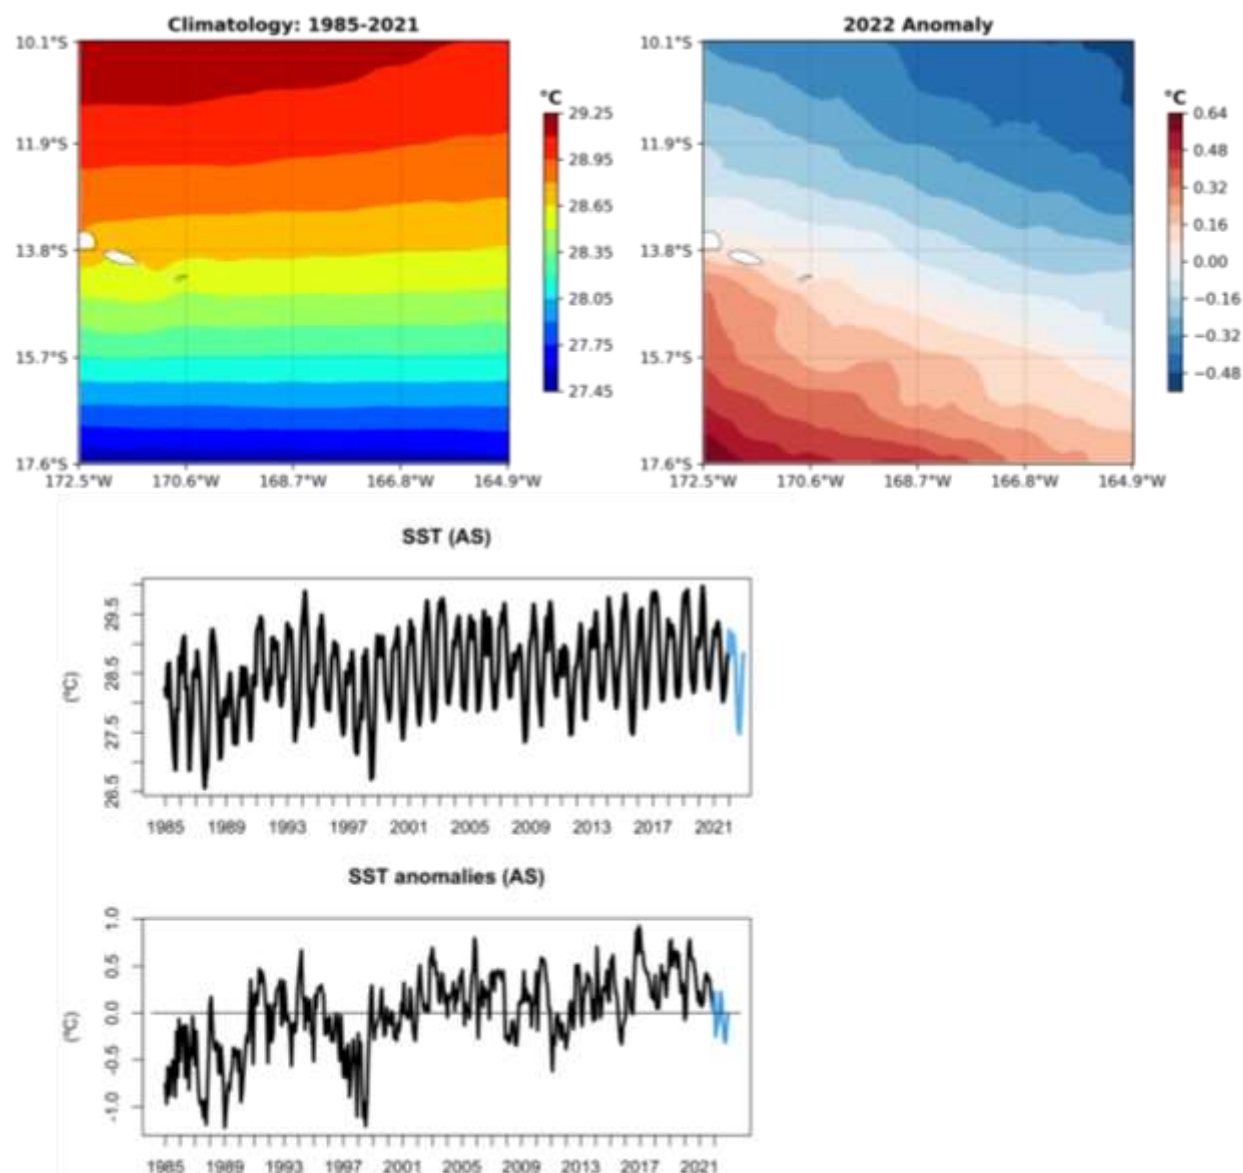 Climatology: 1985-2021
10.1°S
11.9°S
13.8°S
15.7°S
17.6°S
172.5°W 170.6°W 168.7°W 166.8°W 164.9°W
°C
29.25
28.95
28.65
28.35
28.05
27.75
27.45
2022 Anomaly
10.1°S
11.9°S
13.8°S
15.7°S
17.6°S
172.5°W 170.6°W 168.7°W 166.8°W 164.9°W
°C
0.64
0.48
0.32
0.16
0.00
−0.16
−0.32
−0.48
SST (AS)
(°C)
29.5
28.5
27.5
26.5
1985 1989 1993 1997 2001 2005 2009 2013 2017 2021
SST anomalies (AS)
(°C)
1.0
0.5
0.0
-0.5
-1.0
1985 1989 1993 1997 2001 2005 2009 2013 2017 2021